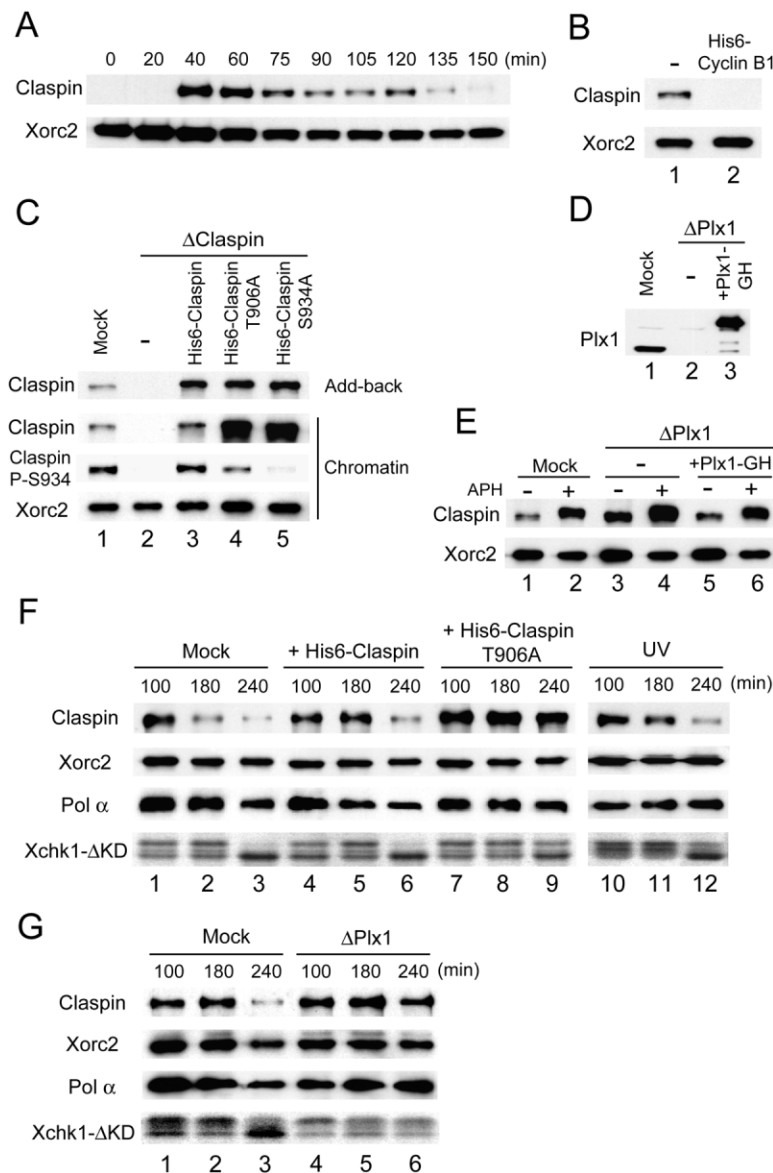 A
0 20 40 60 75 90 105 120 135 150 (min)
Claspin
Xorc2
B
His6-
– Cyclin B1
Claspin
Xorc2
1 2
C
ΔClaspin
MocK
–
His6-Claspin
His6-Claspin
T906A
His6-Claspin
S934A
Claspin Add-back
Claspin
Claspin
P-S934
Chromatin
Xorc2
1 2 3 4 5
D
ΔPlx1
Mock
–
+Plx1-
GH
Plx1
1 2 3
E
ΔPlx1
Mock – +Plx1-GH
APH – + – + – +
Claspin
Xorc2
1 2 3 4 5 6
F
+ His6-Claspin
Mock + His6-Claspin T906A UV
100 180 240 100 180 240 100 180 240 100 180 240 (min)
Claspin
Xorc2
Pol α
Xchk1-ΔKD
1 2 3 4 5 6 7 8 9 10 11 12
G
Mock ΔPlx1
100 180 240 100 180 240 (min)
Claspin
Xorc2
Pol α
Xchk1-ΔKD
1 2 3 4 5 6